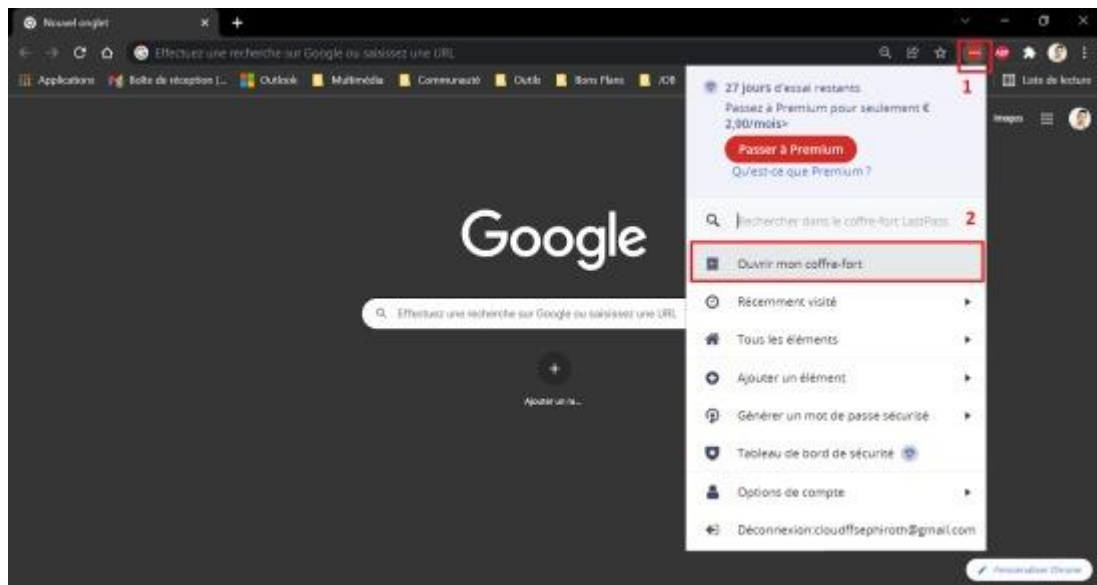 Nouvel onglet
Effectuez une recherche sur Google ou saisissez une URL
Applications Boîte de réception (... Outlook Multimédia Communauté Outils Bons Plans JOB Liste de lecture
1
27 jours d'essai restants
Passez à Premium pour seulement €
2,90/mois>
Passer à Premium
Qu'est-ce que Premium ?
Images
Google
Rechercher dans le coffre-fort LastPass
2
Ouvrir mon coffre-fort
Effectuez une recherche sur Google ou saisissez une URL
Récemment visité
Tous les éléments
Ajouter un ra...
Ajouter un élément
Générer un mot de passe sécurisé
Tableau de bord de sécurité
Options de compte
Déconnexion:cloudffsephiroth@gmail.com
Personnaliser Chrome